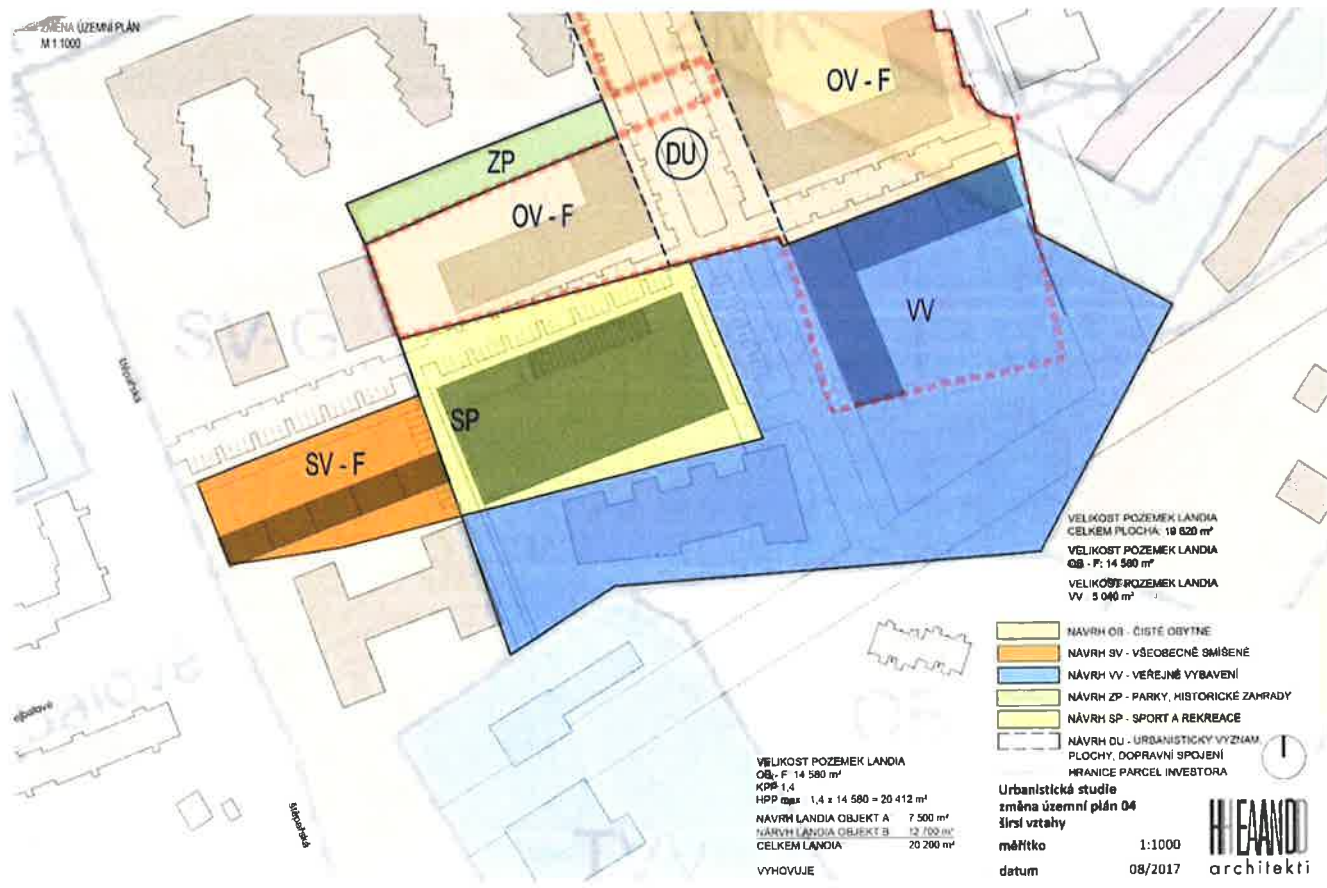 ZMĚNA ÚZEMNÍ PLÁN
M 1:1000
OV - F
ZP
DU
OV - F
VV
SV-G
SP
SV - F
štěpařská
štěpařská
VELIKOST POZEMEK LANDIA
CELKEM PLOCHA: 19 620 m²
VELIKOST POZEMEK LANDIA
OB - F: 14 580 m²
VELIKOST POZEMEK LANDIA
VV 5 040 m²
NÁVRH OB - ČISTĚ OBYTNÉ
NÁVRH SV - VŠEOBECNĚ SMÍŠENÉ
NÁVRH VV - VEŘEJNÉ VYBAVENÍ
NÁVRH ZP - PARKY, HISTORICKÉ ZAHRADY
NÁVRH SP - SPORT A REKREACE
NÁVRH DU - URBANISTICKY VÝZNAM.
PLOCHY, DOPRAVNÍ SPOJENÍ
HRANICE PARCEL INVESTORA
VELIKOST POZEMEK LANDIA
OB - F 14 580 m²
KPP 1,4
HPP max 1,4 x 14 580 = 20 412 m²
NÁVRH LANDIA OBJEKT A 7 500 m²
NÁRVH LANDIA OBJEKT B 12 700 m²
CELKEM LANDIA 20 200 m²
VYHOVUJE
Urbanistická studie
změna územní plán 04
širší vztahy
měřítko 1:1000
datum 08/2017
architekti